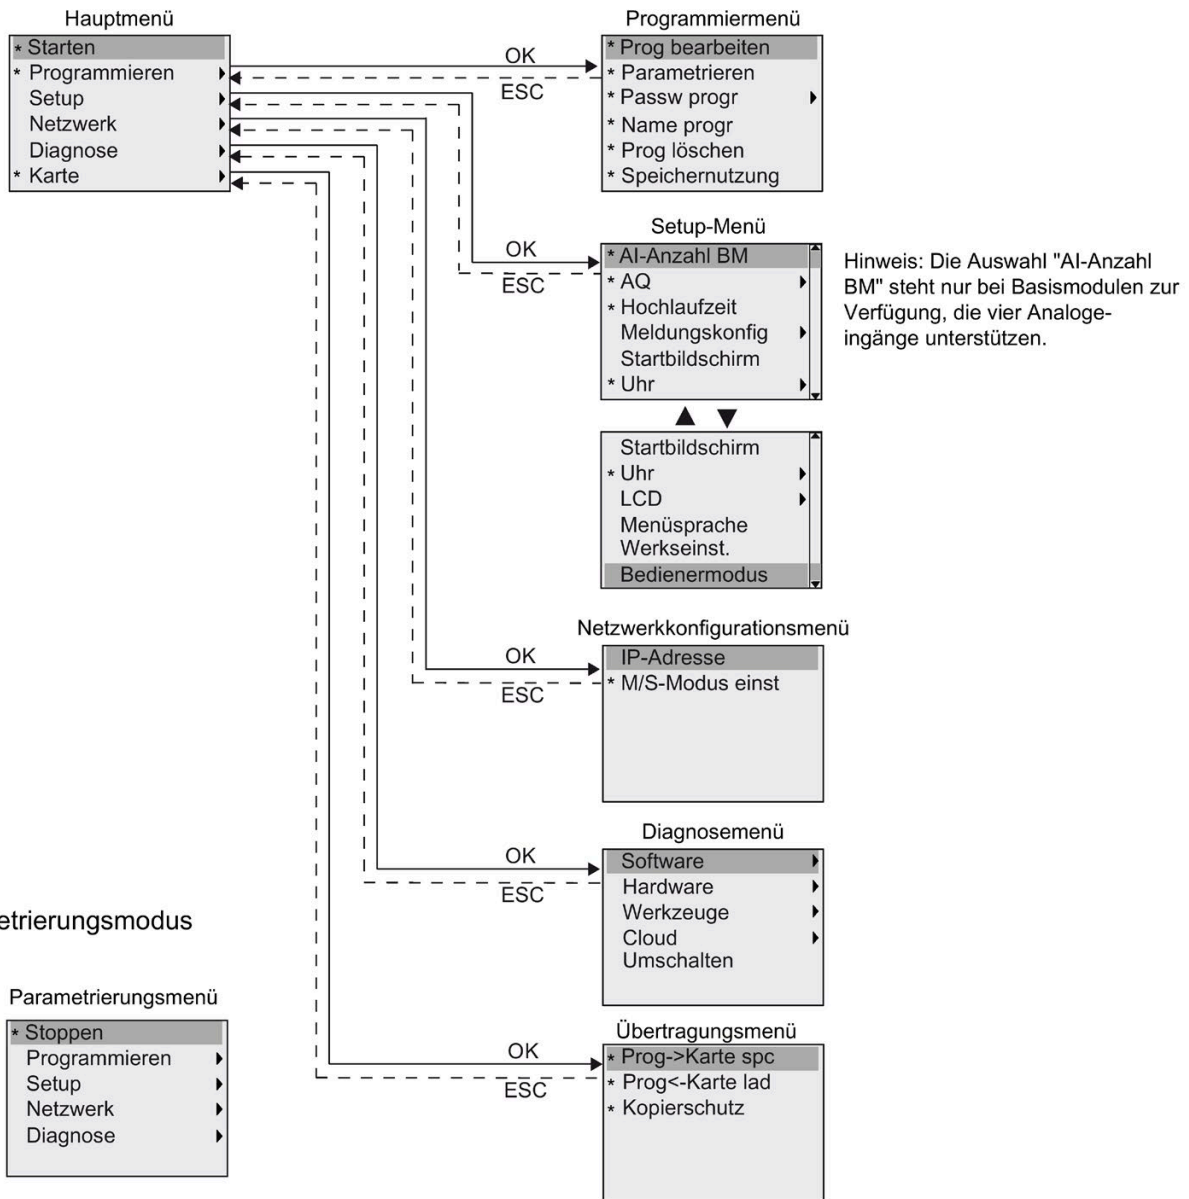 Hauptmenü
* Starten
* Programmieren
Setup
Netzwerk
Diagnose
* Karte
OK
ESC
Programmiermenü
* Prog bearbeiten
* Parametrieren
* Passw progr
* Name progr
* Prog löschen
* Speichernutzung
OK
ESC
Setup-Menü
* AI-Anzahl BM
* AQ
* Hochlaufzeit
Meldungskonfig
Startbildschirm
* Uhr
Hinweis: Die Auswahl "AI-Anzahl
BM" steht nur bei Basismodulen zur
Verfügung, die vier Analoge-
ingänge unterstützen.
Startbildschirm
* Uhr
LCD
Menüsprache
Werkseinst.
Bedienermodus
OK
ESC
Netzwerkkonfigurationsmenü
IP-Adresse
* M/S-Modus einst
OK
ESC
Diagnosemenü
Software
Hardware
Werkzeuge
Cloud
Umschalten
etrierungsmodus
Parametrierungsmenü
* Stoppen
Programmieren
Setup
Netzwerk
Diagnose
OK
ESC
Übertragungsmenü
* Prog->Karte spc
* Prog<-Karte lad
* Kopierschutz